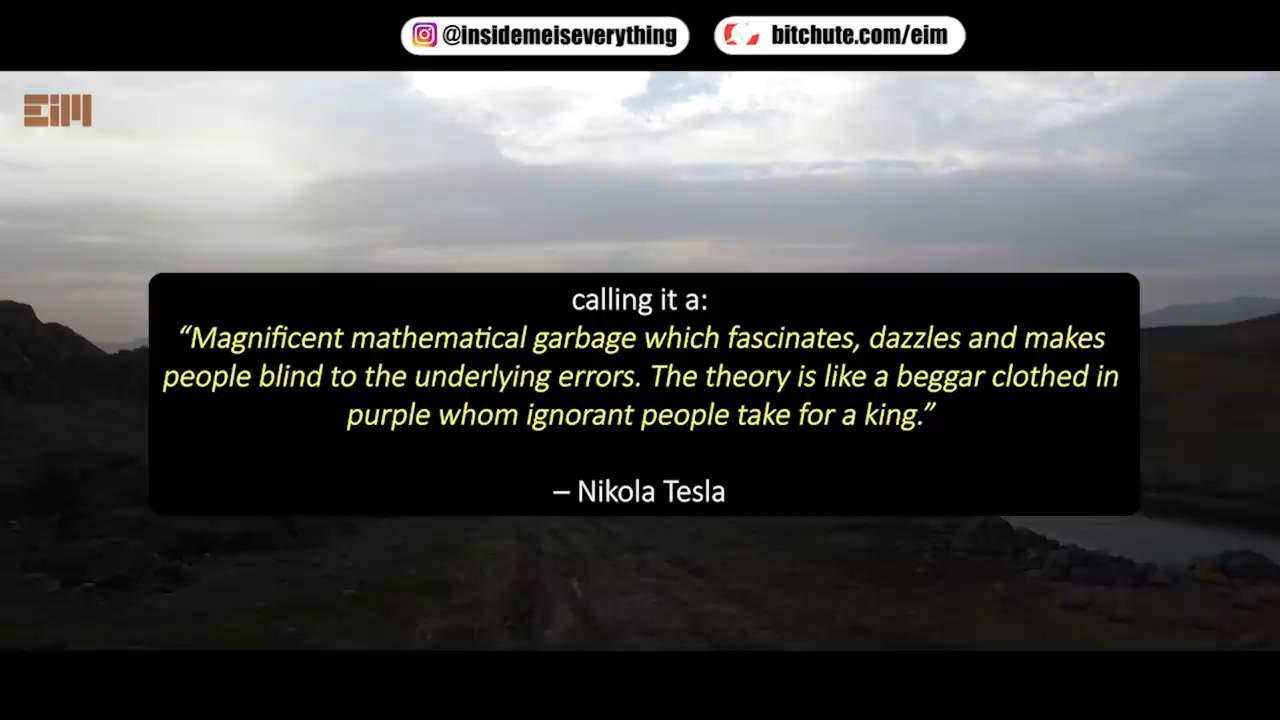 @insidemeiseverything
bitchute.com/eim
EiM
calling it a:
“Magnificent mathematical garbage which fascinates, dazzles and makes
people blind to the underlying errors. The theory is like a beggar clothed in
purple whom ignorant people take for a king.”
– Nikola Tesla